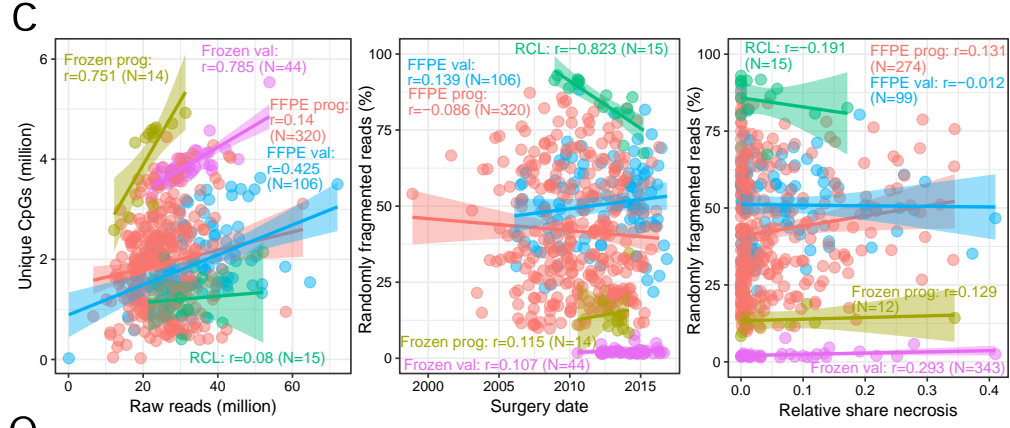 C
Frozen prog:
r=0.751 (N=14)
Frozen val:
r=0.785 (N=44)
FFPE prog:
r=0.14
(N=320)
FFPE val:
r=0.425
(N=106)
RCL: r=0.08 (N=15)
6
4
2
0
0
20
40
60
Unique CpGs (million)
Raw reads (million)
RCL: r=−0.823 (N=15)
FFPE val:
r=0.139 (N=106)
FFPE prog:
r=−0.086 (N=320)
Frozen prog: r=0.115 (N=14)
Frozen val: r=0.107 (N=44)
100
75
50
25
0
2000
2005
2010
2015
Randomly fragmented reads (%)
Surgery date
RCL: r=−0.191
(N=15)
FFPE prog: r=0.131
(N=274)
FFPE val: r=−0.012
(N=99)
Frozen prog: r=0.129
(N=12)
Frozen val: r=0.293 (N=343)
100
75
50
25
0
0.0
0.1
0.2
0.3
0.4
Randomly fragmented reads (%)
Relative share necrosis